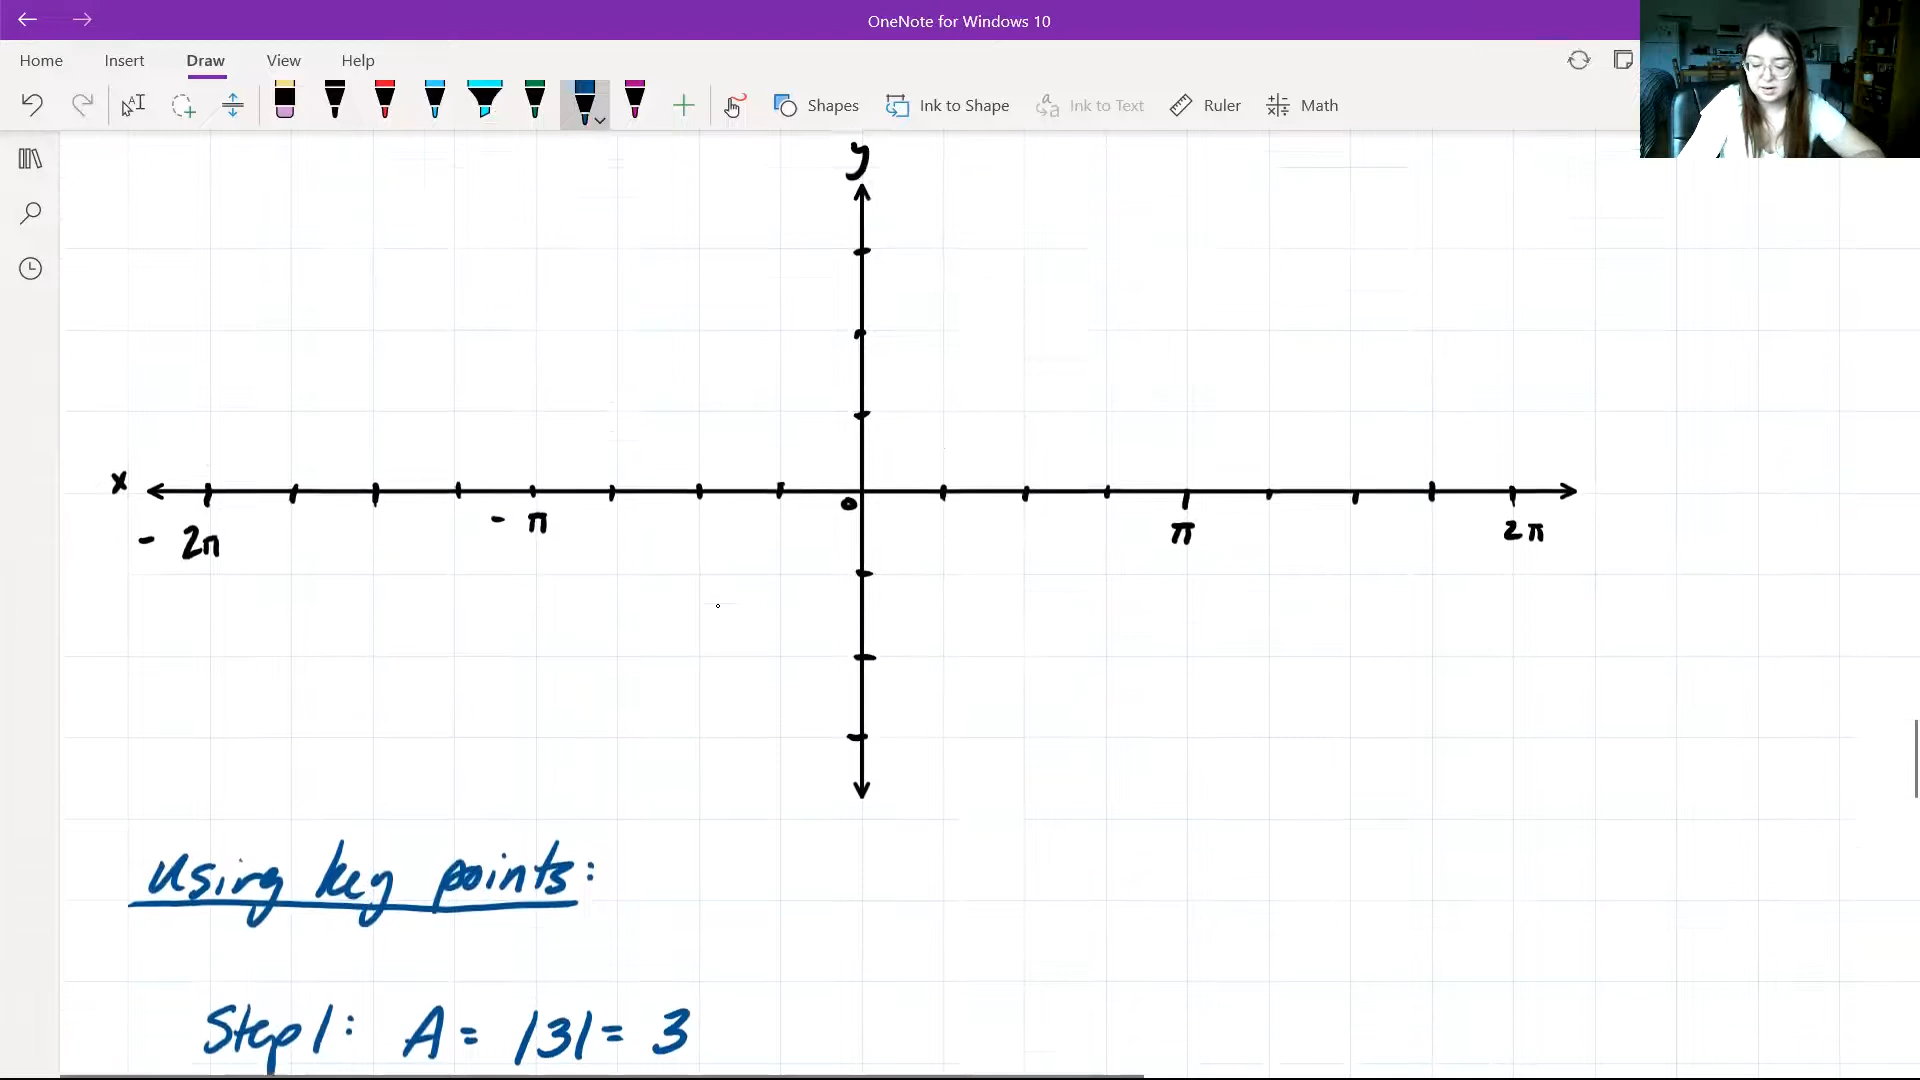 OneNote for Windows 10
Home Insert Draw View Help
Shapes Ink to Shape Ink to Text Ruler Math
y
x
0
- 2π - π π 2π
Using key points:
Step 1: A = |3| = 3